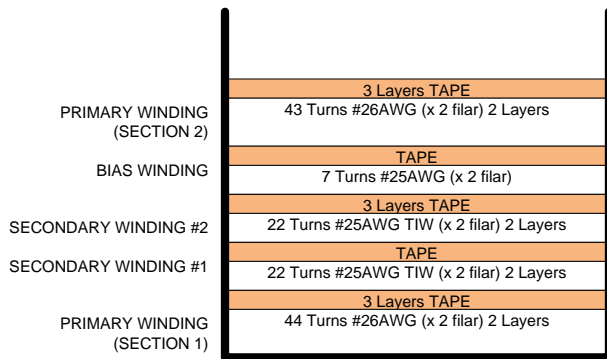 3 Layers TAPE
PRIMARY WINDING
(SECTION 2)
43 Turns #26AWG (x 2 filar) 2 Layers
TAPE
BIAS WINDING
7 Turns #25AWG (x 2 filar)
3 Layers TAPE
SECONDARY WINDING #2
22 Turns #25AWG TIW (x 2 filar) 2 Layers
TAPE
SECONDARY WINDING #1
22 Turns #25AWG TIW (x 2 filar) 2 Layers
3 Layers TAPE
PRIMARY WINDING
(SECTION 1)
44 Turns #26AWG (x 2 filar) 2 Layers